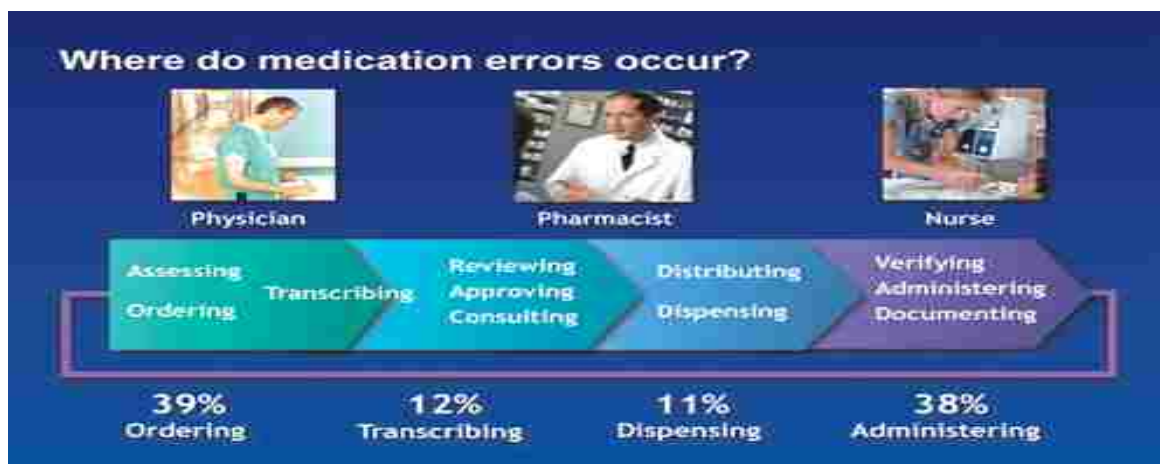 Where do medication errors occur?
Physician
Pharmacist
Nurse
Assessing
Ordering
Transcribing
Reviewing
Approving
Consulting
Distributing
Dispensing
Verifying
Administering
Documenting
39%
Ordering
12%
Transcribing
11%
Dispensing
38%
Administering